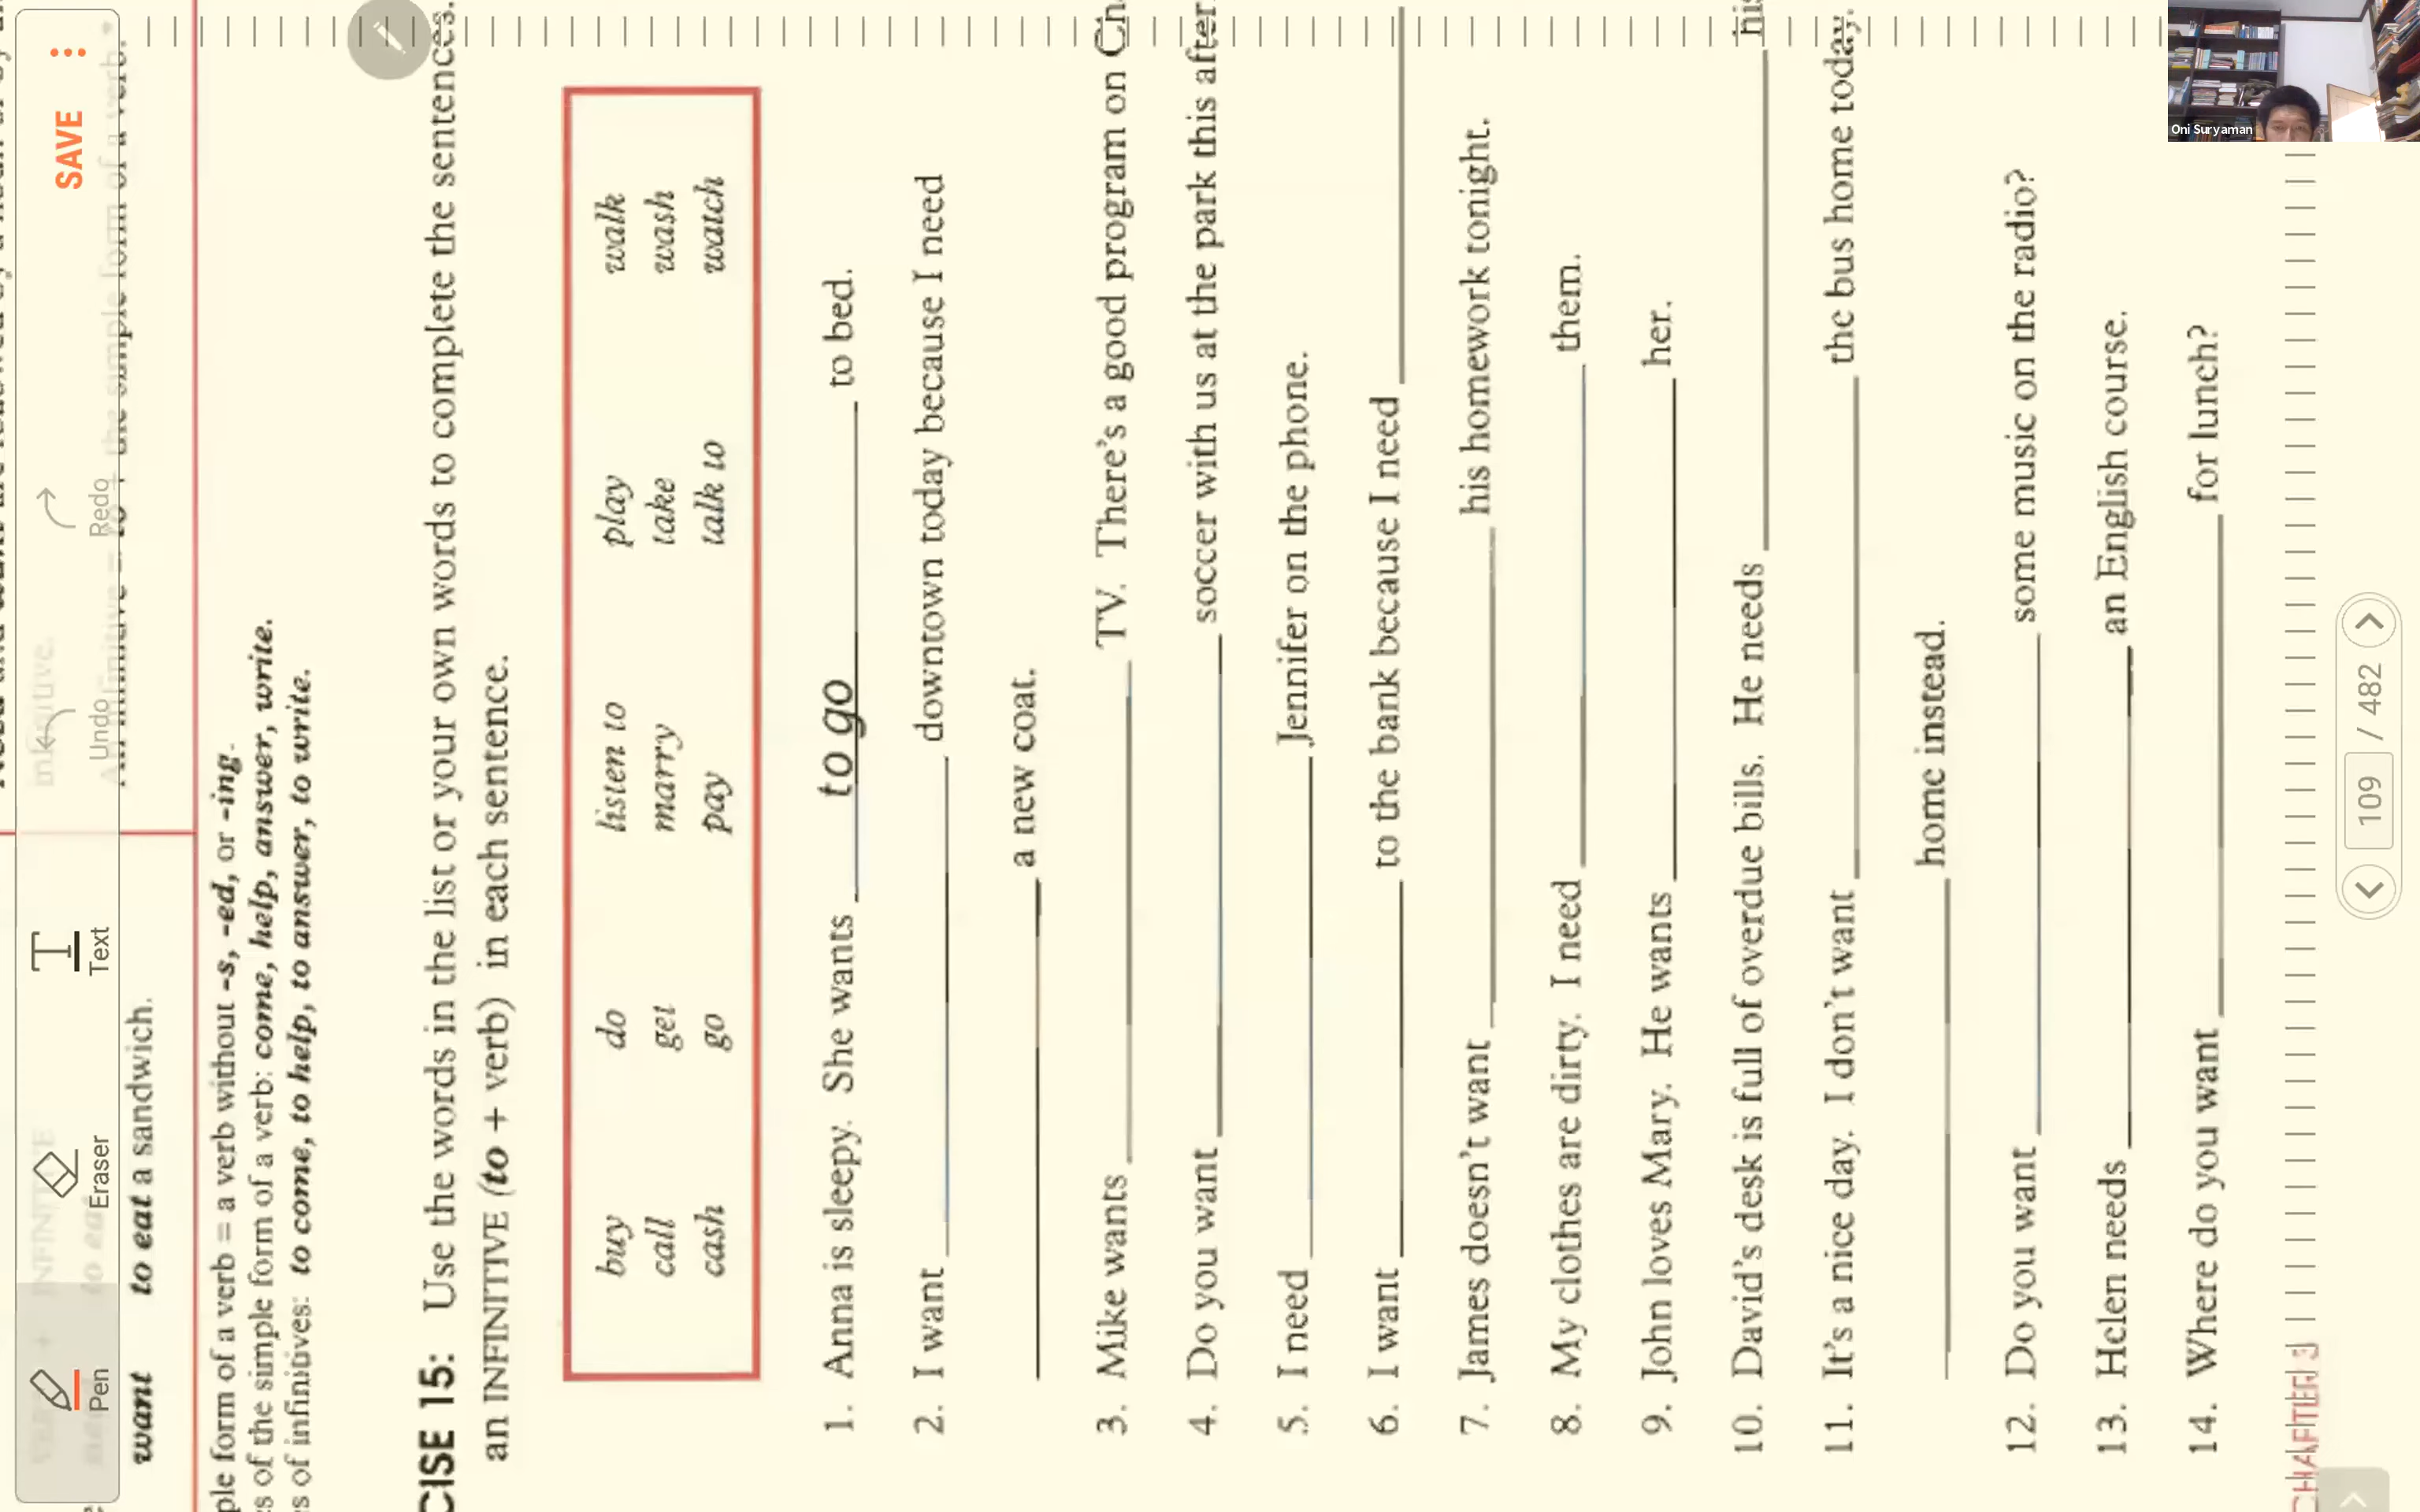 SAVE
Redo
Undo
Text
Eraser
Pen
infinitive.
the simple form of a verb.
INFINITIVE
want to eat a sandwich.
ple form of a verb = a verb without -s, -ed, or -ing.
s of the simple form of a verb: come, help, answer, write.
s of infinitives: to come, to help, to answer, to write.
CISE 15: Use the words in the list or your own words to complete the sentences.
an INFINITIVE (to + verb) in each sentence.
buy do listen to play walk
call get marry take wash
cash go pay talk to watch
1. Anna is sleepy. She wants to go to bed.
2. I want downtown today because I need
a new coat.
3. Mike wants TV. There's a good program on
4. Do you want soccer with us at the park this after
5. I need Jennifer on the phone.
6. I want to the bank because I need
7. James doesn't want his homework tonight.
8. My clothes are dirty. I need them.
9. John loves Mary. He wants her.
10. David's desk is full of overdue bills. He needs his
11. It's a nice day. I don't want the bus home today.
home instead.
12. Do you want some music on the radio?
13. Helen needs an English course.
14. Where do you want for lunch?
CHAPTER 3
109 / 482
Oni Suryaman